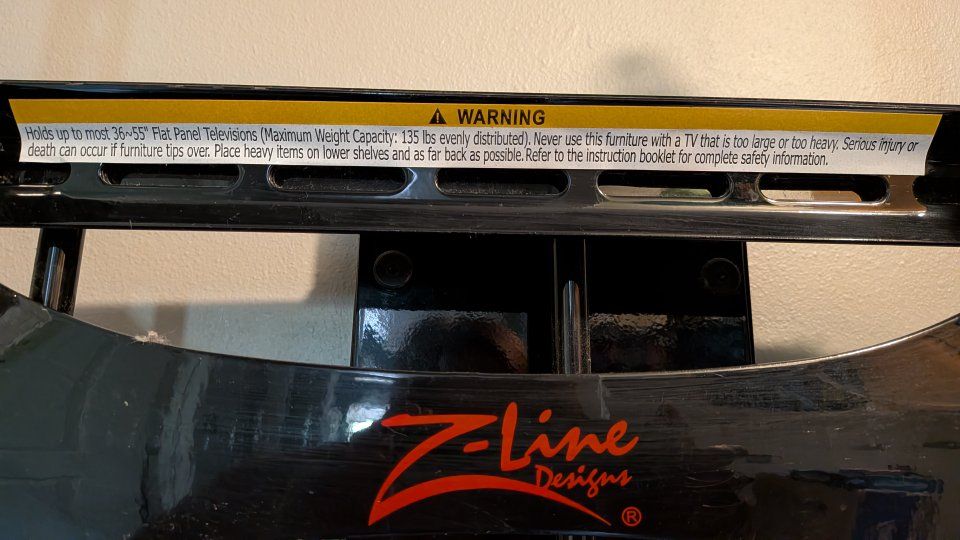 WARNING
Holds up to most 36~55" Flat Panel Televisions (Maximum Weight Capacity: 135 lbs evenly distributed). Never use this furniture with a TV that is too large or too heavy. Serious injury or
death can occur if furniture tips over. Place heavy items on lower shelves and as far back as possible. Refer to the instruction booklet for complete safety information.
Z-Line
Designs
®